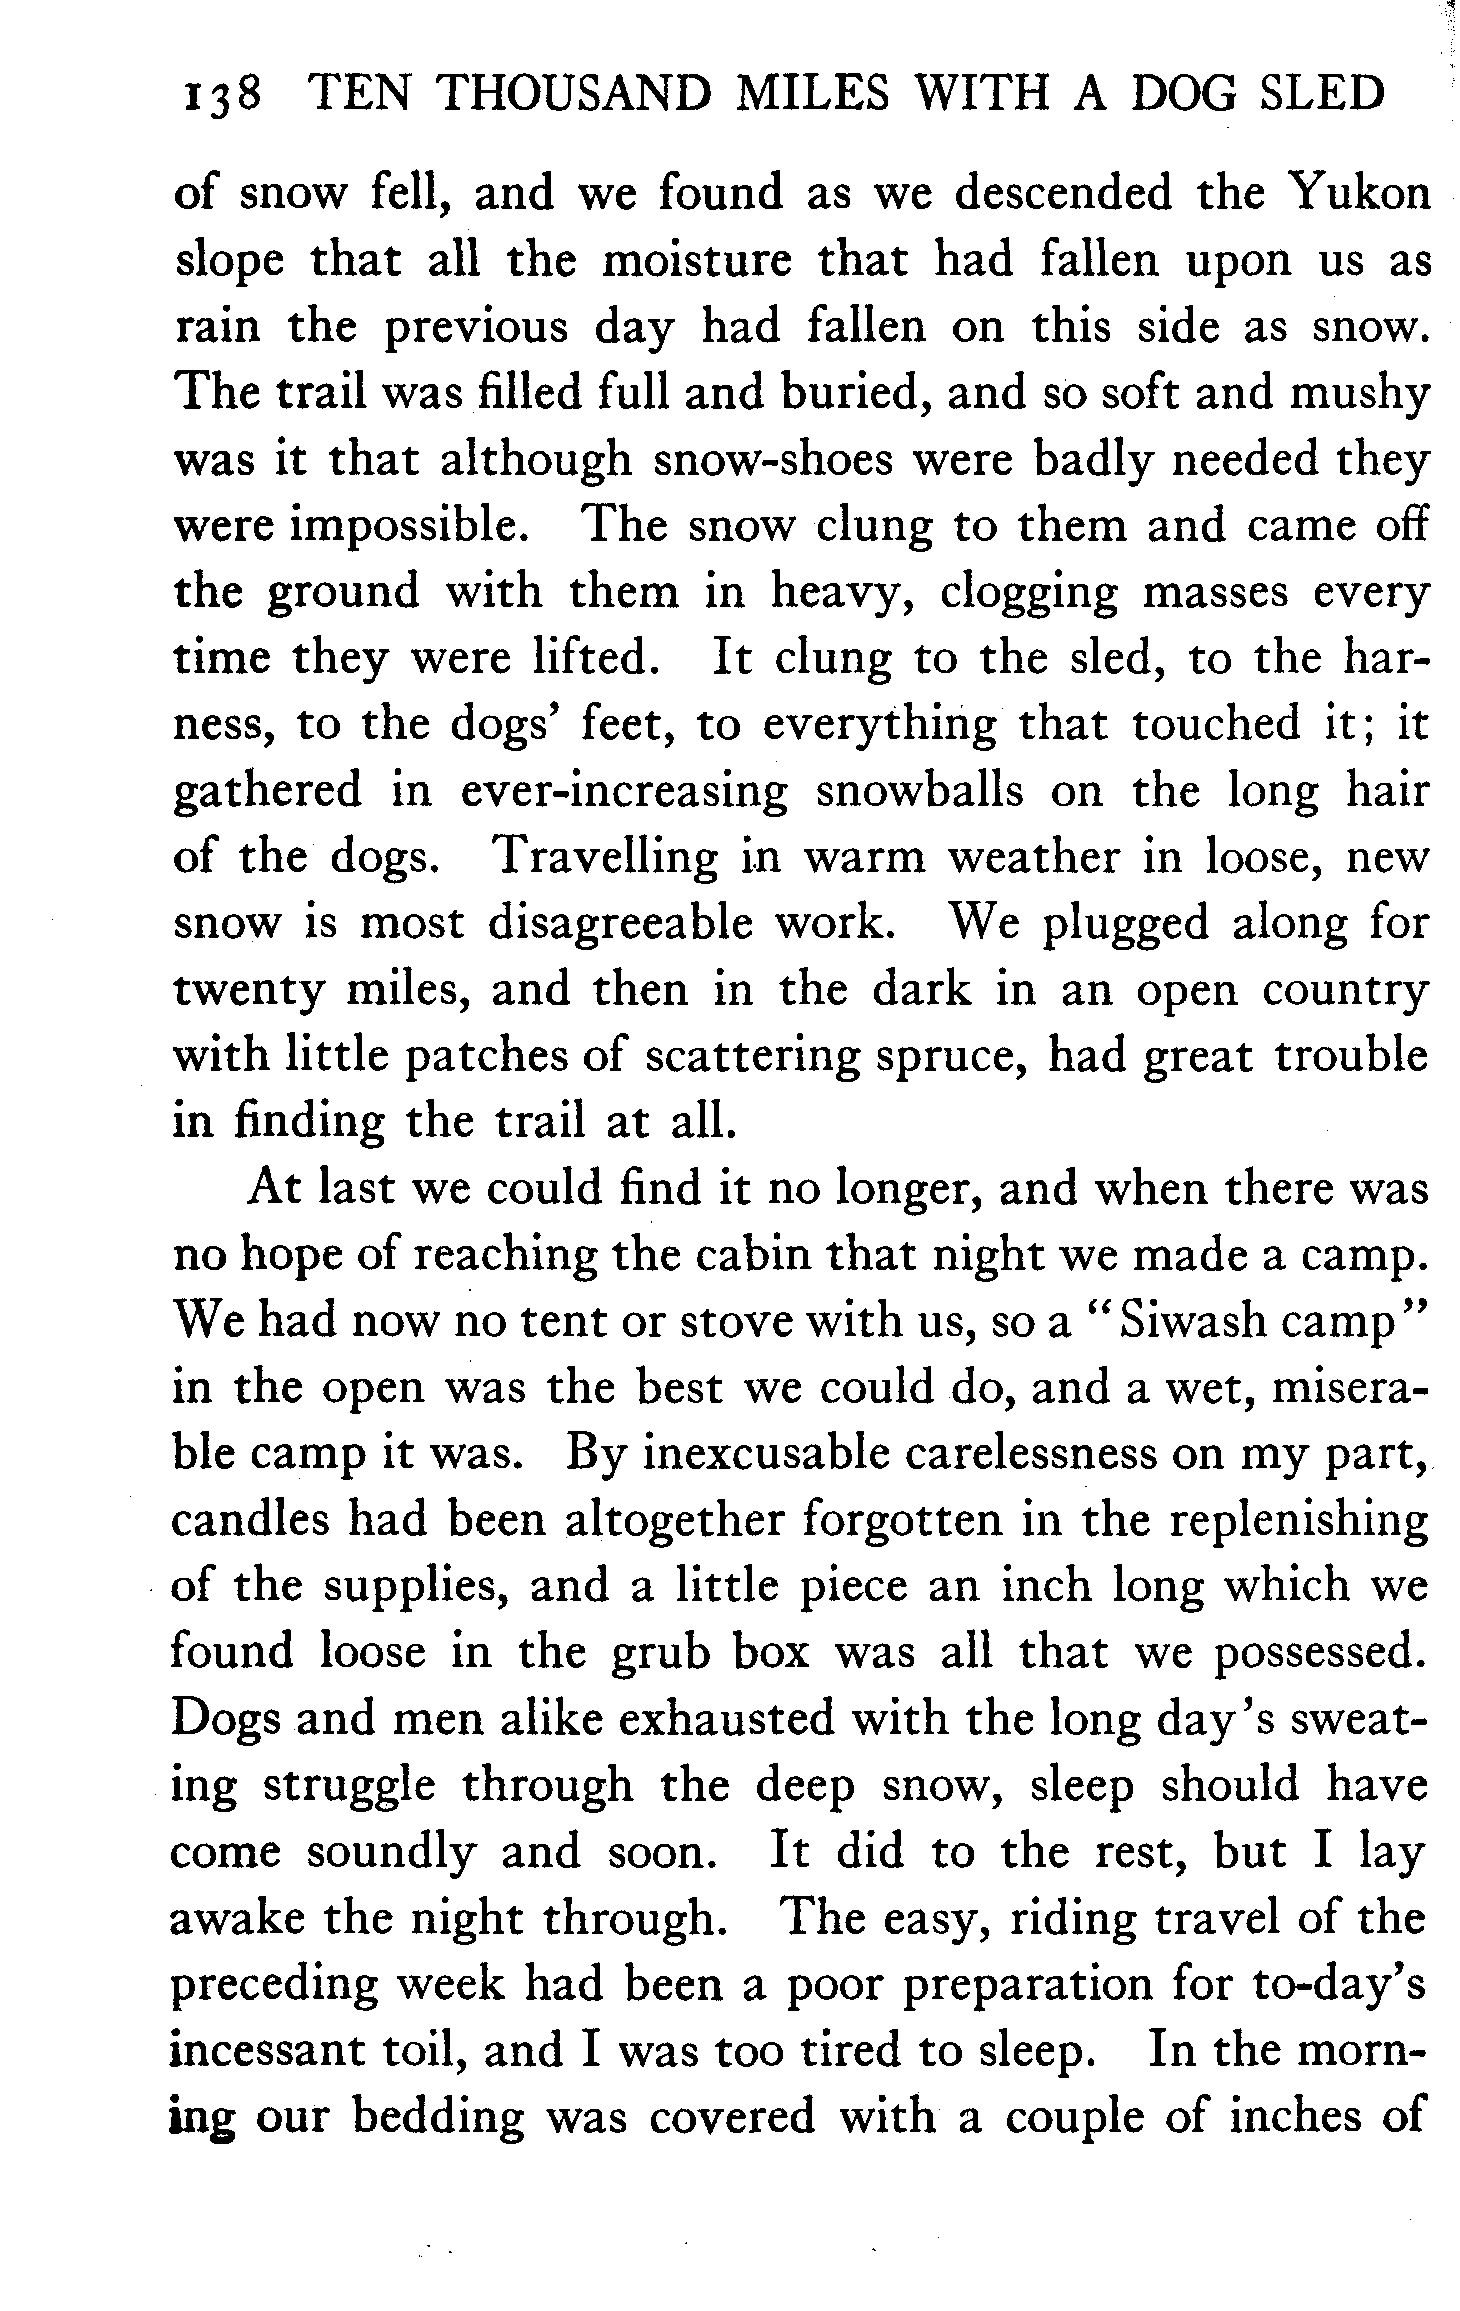 138 TEN THOUSAND MILES WITH A DOG SLED
of snow fell, and we found as we descended the Yukon
slope that all the moisture that had fallen upon us as
rain the previous day had fallen on this side as snow.
The trail was filled full and buried, and so soft and mushy
was it that although snow-shoes were badly needed they
were impossible. The snow clung to them and came off
the ground with them in heavy, clogging masses every
time they were lifted. It clung to the sled, to the har-
ness, to the dogs’ feet, to everything that touched it; it
gathered in ever-increasing snowballs on the long hair
of the dogs. Travelling in warm weather in loose, new
snow is most disagreeable work. We plugged along for
twenty miles, and then in the dark in an open country
with little patches of scattering spruce, had great trouble
in finding the trail at all.
At last we could find it no longer, and when there was
no hope of reaching the cabin that night we made a camp.
We had now no tent or stove with us, so a “Siwash camp”
in the open was the best we could do, and a wet, misera-
ble camp it was. By inexcusable carelessness on my part,
candles had been altogether forgotten in the replenishing
of the supplies, and a little piece an inch long which we
found loose in the grub box was all that we possessed.
Dogs and men alike exhausted with the long day’s sweat-
ing struggle through the deep snow, sleep should have
come soundly and soon. It did to the rest, but I lay
awake the night through. The easy, riding travel of the
preceding week had been a poor preparation for to-day’s
incessant toil, and I was too tired to sleep. In the morn-
ing our bedding was covered with a couple of inches of